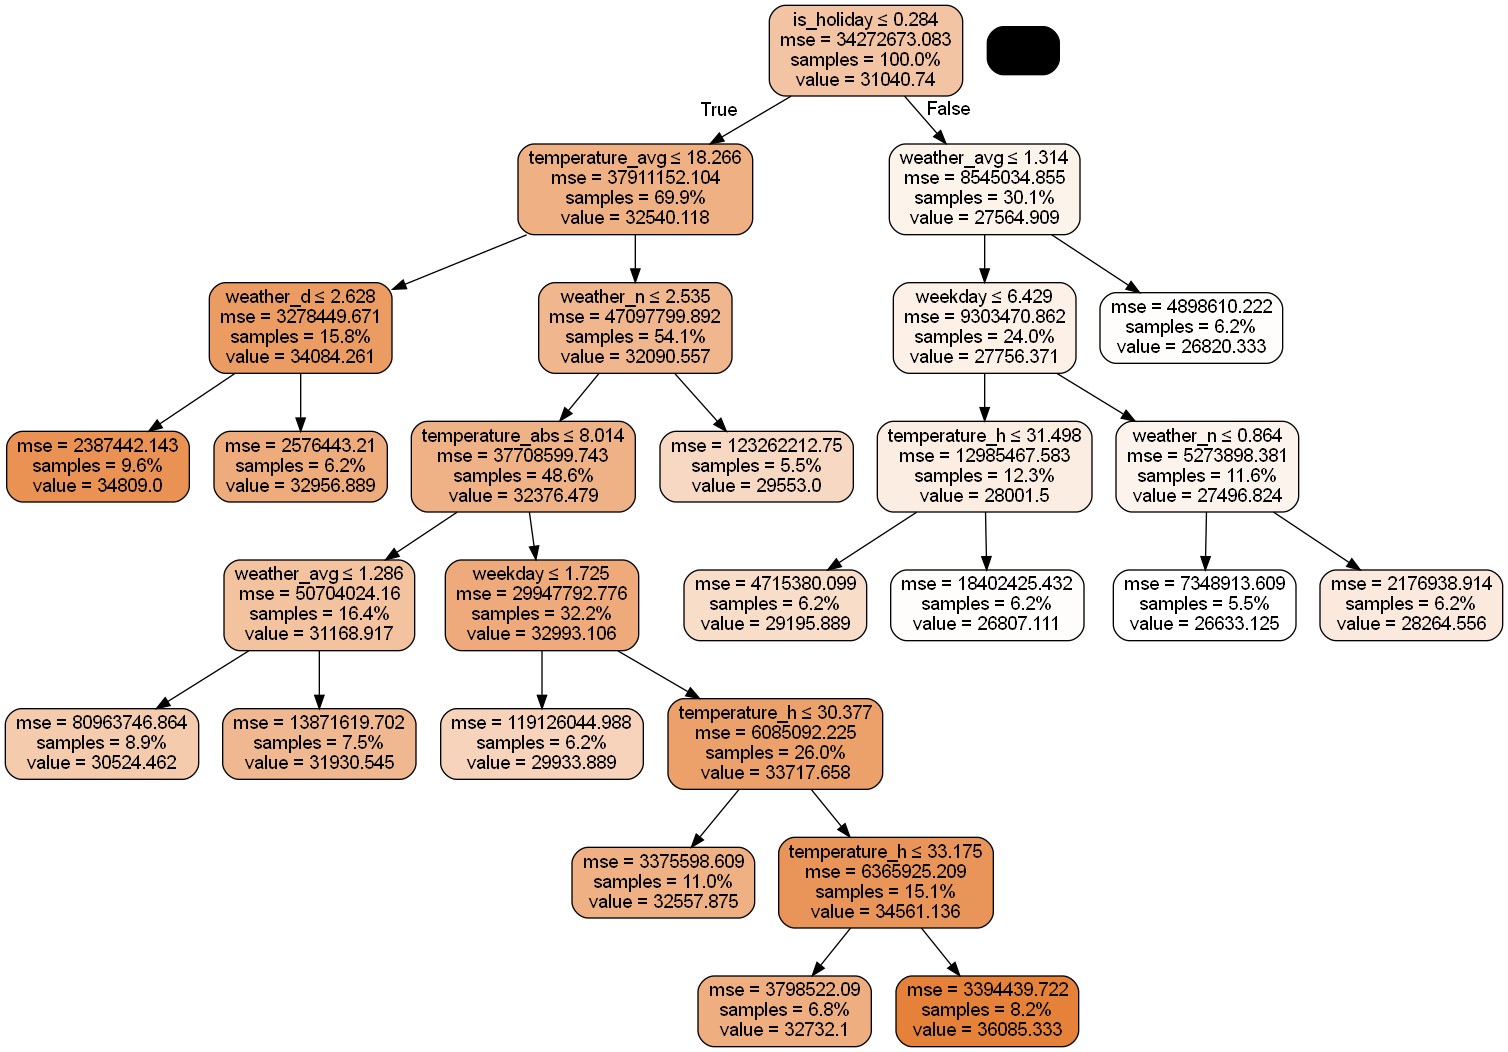 is_holiday ≤ 0.284
mse = 34272673.083
samples = 100.0%
value = 31040.74
True
False
temperature_avg ≤ 18.266
mse = 37911152.104
samples = 69.9%
value = 32540.118
weather_avg ≤ 1.314
mse = 8545034.855
samples = 30.1%
value = 27564.909
weather_d ≤ 2.628
mse = 3278449.671
samples = 15.8%
value = 34084.261
weather_n ≤ 2.535
mse = 47097799.892
samples = 54.1%
value = 32090.557
weekday ≤ 6.429
mse = 9303470.862
samples = 24.0%
value = 27756.371
mse = 4898610.222
samples = 6.2%
value = 26820.333
mse = 2387442.143
samples = 9.6%
value = 34809.0
mse = 2576443.21
samples = 6.2%
value = 32956.889
temperature_abs ≤ 8.014
mse = 37708599.743
samples = 48.6%
value = 32376.479
mse = 123262212.75
samples = 5.5%
value = 29553.0
temperature_h ≤ 31.498
mse = 12985467.583
samples = 12.3%
value = 28001.5
weather_n ≤ 0.864
mse = 5273898.381
samples = 11.6%
value = 27496.824
weather_avg ≤ 1.286
mse = 50704024.16
samples = 16.4%
value = 31168.917
weekday ≤ 1.725
mse = 29947792.776
samples = 32.2%
value = 32993.106
mse = 4715380.099
samples = 6.2%
value = 29195.889
mse = 18402425.432
samples = 6.2%
value = 26807.111
mse = 7348913.609
samples = 5.5%
value = 26633.125
mse = 2176938.914
samples = 6.2%
value = 28264.556
mse = 80963746.864
samples = 8.9%
value = 30524.462
mse = 13871619.702
samples = 7.5%
value = 31930.545
mse = 119126044.988
samples = 6.2%
value = 29933.889
temperature_h ≤ 30.377
mse = 6085092.225
samples = 26.0%
value = 33717.658
mse = 3375598.609
samples = 11.0%
value = 32557.875
temperature_h ≤ 33.175
mse = 6365925.209
samples = 15.1%
value = 34561.136
mse = 3798522.09
samples = 6.8%
value = 32732.1
mse = 3394439.722
samples = 8.2%
value = 36085.333